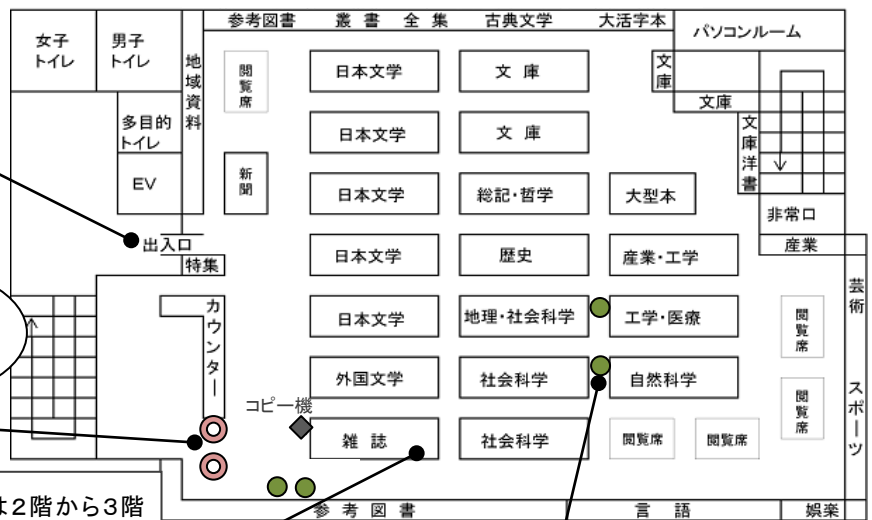 参考図書 叢書全集 古典文学 大活字本
パソコンルーム
女子
トイレ
男子
トイレ
地域資料
閲覧席
日本文学
文庫
文庫
文庫
多目的
トイレ
日本文学
文庫
文庫洋書
EV
新聞
日本文学
総記・哲学
大型本
非常口
出入口
特集
日本文学
歴史
産業・工学
産業
芸術
カウンター
日本文学
地理・社会科学
工学・医療
閲覧席
外国文学
社会科学
自然科学
閲覧席
スポーツ
コピー機
雑誌
社会科学
閲覧席
閲覧席
は2階から3階
参考図書
言語
娯楽